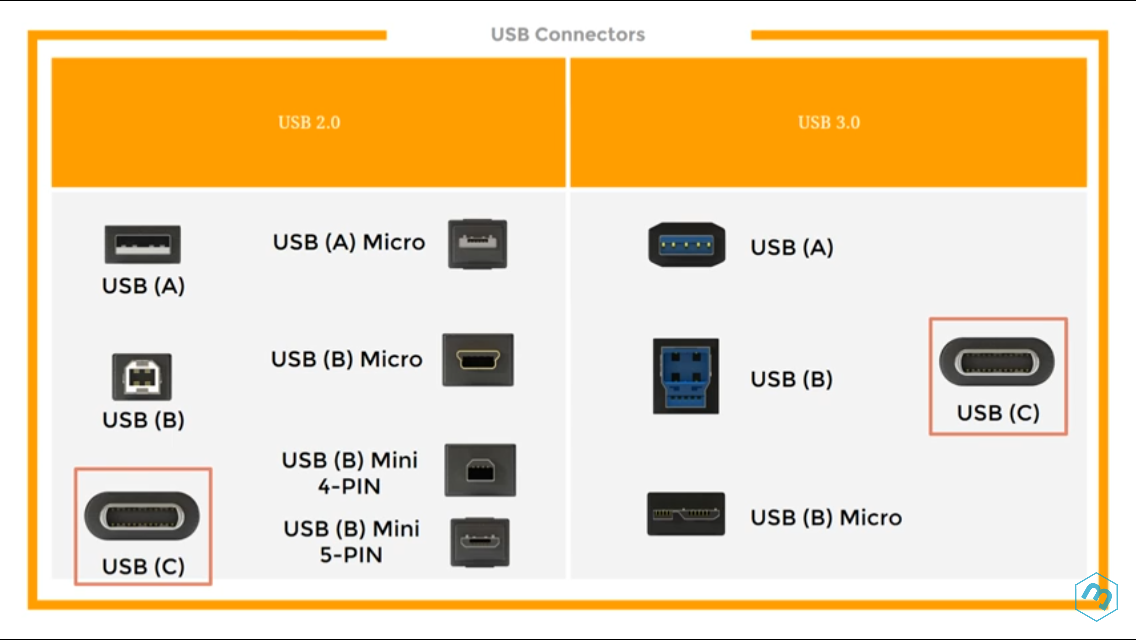 USB Connectors
USB 2.0
USB 3.0
USB (A)
USB (B)
USB (C)
USB (A) Micro
USB (B) Micro
USB (B) Mini
4-PIN
USB (B) Mini
5-PIN
USB (A)
USB (B)
USB (B) Micro
USB (C)